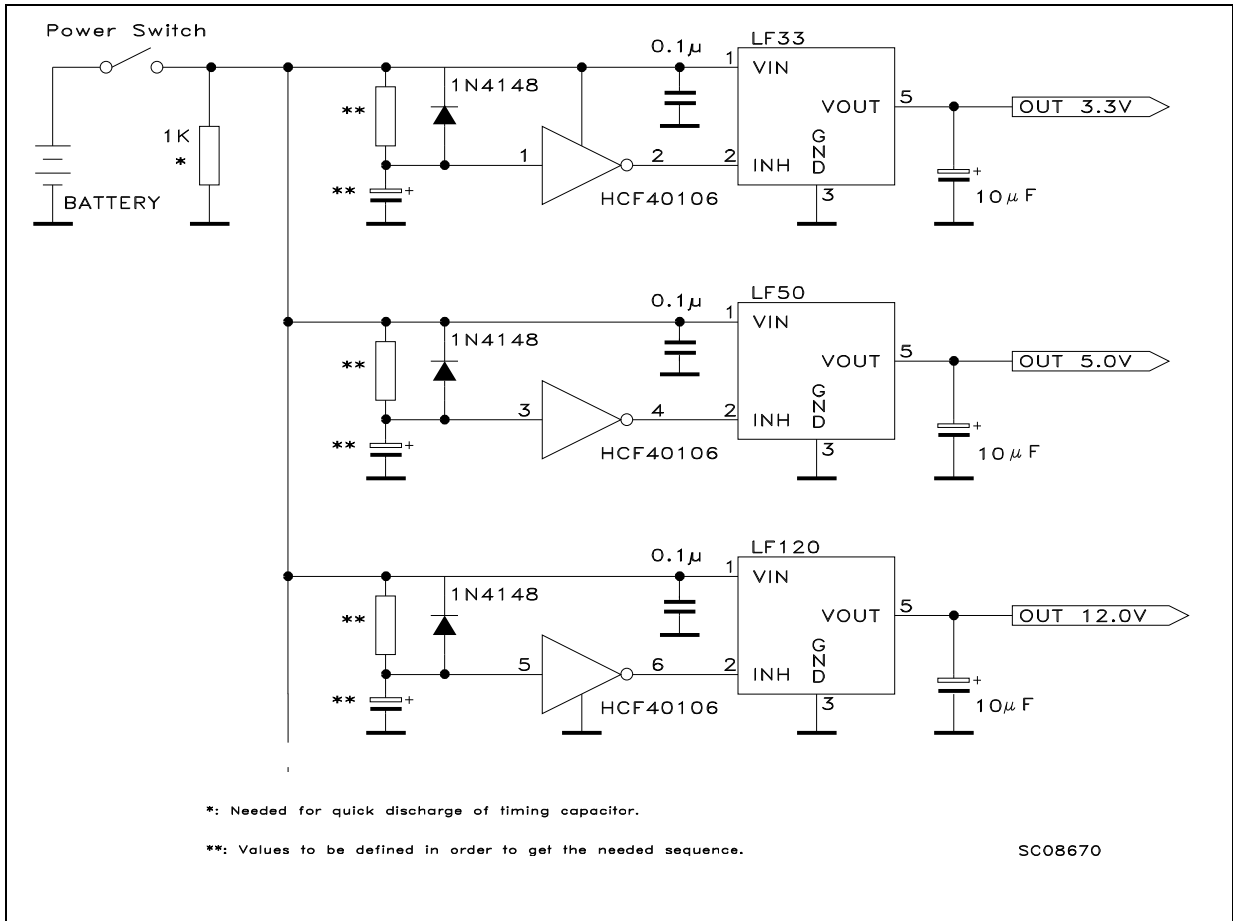 Power Switch
BATTERY
1K
*
**
**
1N4148
1
2
HCF40106
0.1μ
LF33
1
VIN
2
INH
GND
3
VOUT
5
+
+
10μF
OUT 3.3V
**
**
1N4148
3
4
HCF40106
0.1μ
LF50
1
VIN
2
INH
GND
3
VOUT
5
+
+
10μF
OUT 5.0V
**
**
1N4148
5
6
HCF40106
0.1μ
LF120
1
VIN
2
INH
GND
3
VOUT
5
+
+
10μF
OUT 12.0V
*: Needed for quick discharge of timing capacitor.
**: Values to be defined in order to get the needed sequence.
SC08670